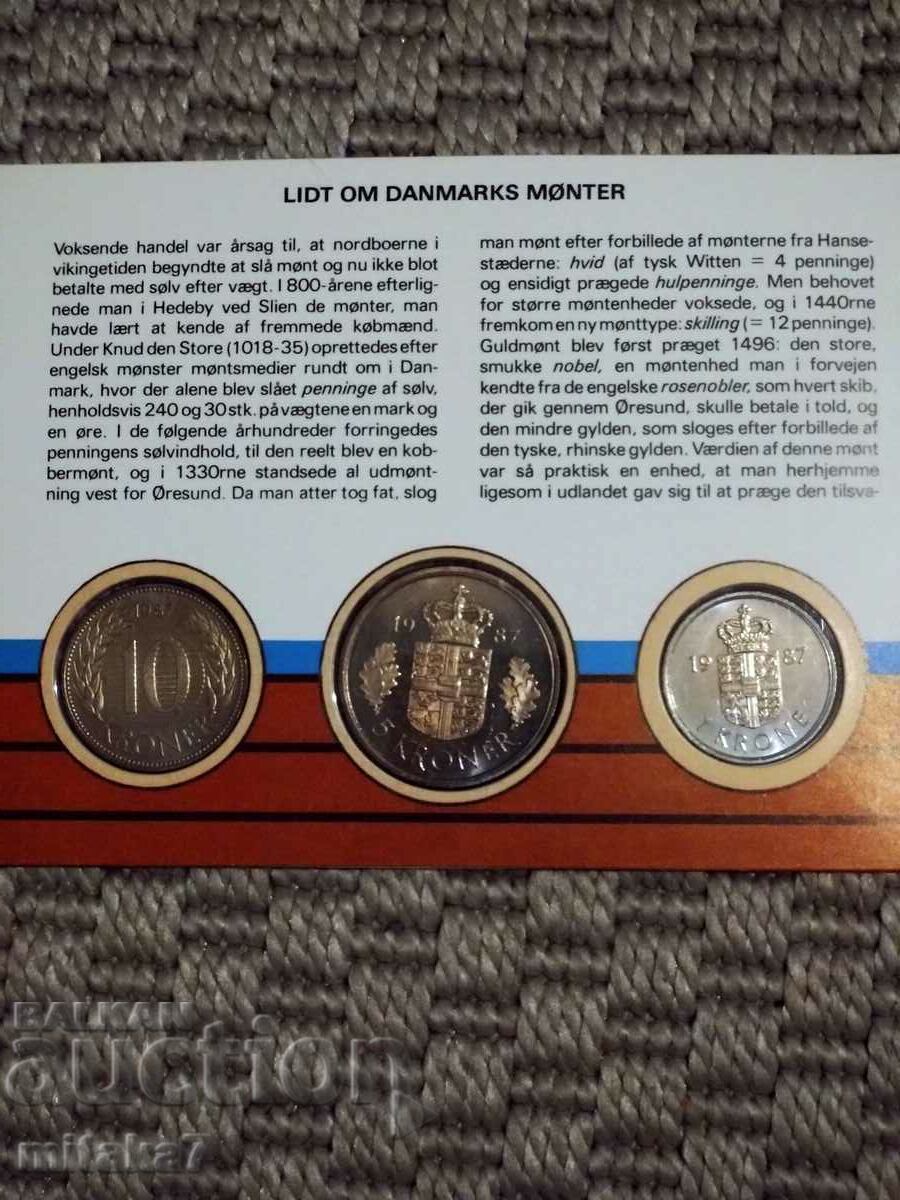 LIDT OM DANMARKS MØNTER
Voksende handel var årsag til, at nordboerne i
vikingetiden begyndte at slå mønt og nu ikke blot
betalte med sølv efter vægt. I 800-årene efterlig-
nede man i Hedeby ved Slien de mønter, man
havde lært at kende af fremmede købmænd.
Under Knud den Store (1018-35) oprettedes efter
engelsk mønster møntsmedier rundt om i Dan-
mark, hvor der alene blev slået penninge af sølv,
henholdsvis 240 og 30 stk. på vægtene en mark og
en øre. I de følgende århundreder forringedes
penningens sølvindhold, til den reelt blev en kob-
bermønt, og i 1330rne standsede al udmønt-
ning vest for Øresund. Da man atter tog fat, slog
man mønt efter forbillede af mønterne fra Hanse-
stæderne: hvid (af tysk Witten = 4 penninge)
og ensidigt prægede hulpenninge. Men behovet
for større møntenheder voksede, og i 1440rne
fremkom en ny mønttype: skilling (= 12 penninge).
Guldmønt blev først præget 1496: den store,
smukke nobel, en møntenhed man i forvejen
kendte fra de engelske rosenobler, som hvert skib,
der gik gennem Øresund, skulle betale i told, og
den mindre gylden, som sloges efter forbillede af
den tyske, rhinske gylden. Værdien af denne mønt
var så praktisk en enhed, at man herhjemme
ligesom i udlandet gav sig til at præge den tilsva-
1987
10
KRONER
1987
5 KRONER
1987
1 KRONE
BALKAN
auction
mitaka7